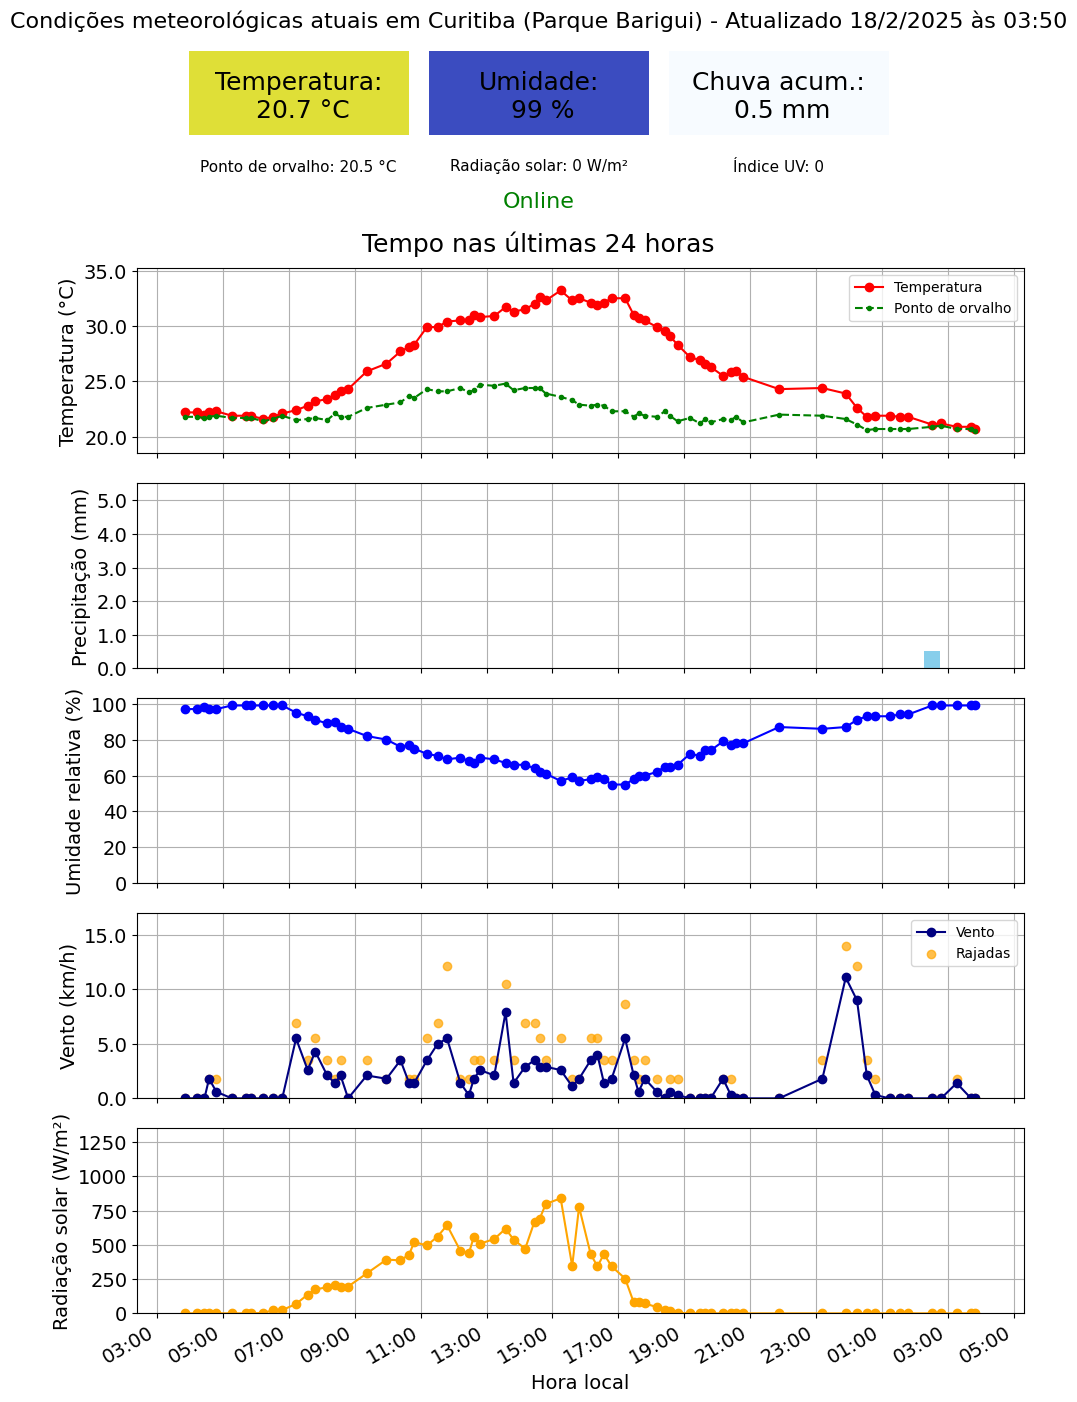 Condições meteorológicas atuais em Curitiba (Parque Barigui) - Atualizado 18/2/2025 às 03:50
Temperatura:
20.7 °C
Umidade:
99 %
Chuva acum.:
0.5 mm
Ponto de orvalho: 20.5 °C
Radiação solar: 0 W/m²
Índice UV: 0
Online
Tempo nas últimas 24 horas
Temperatura (°C)
35.0
30.0
25.0
20.0
Temperatura
Ponto de orvalho
Precipitação (mm)
5.0
4.0
3.0
2.0
1.0
0.0
Umidade relativa (%)
100
80
60
40
20
0
Vento (km/h)
15.0
10.0
5.0
0.0
Vento
Rajadas
Radiação solar (W/m²)
1250
1000
750
500
250
0
03:00
05:00
07:00
09:00
11:00
13:00
15:00
17:00
19:00
21:00
23:00
01:00
03:00
05:00
Hora local